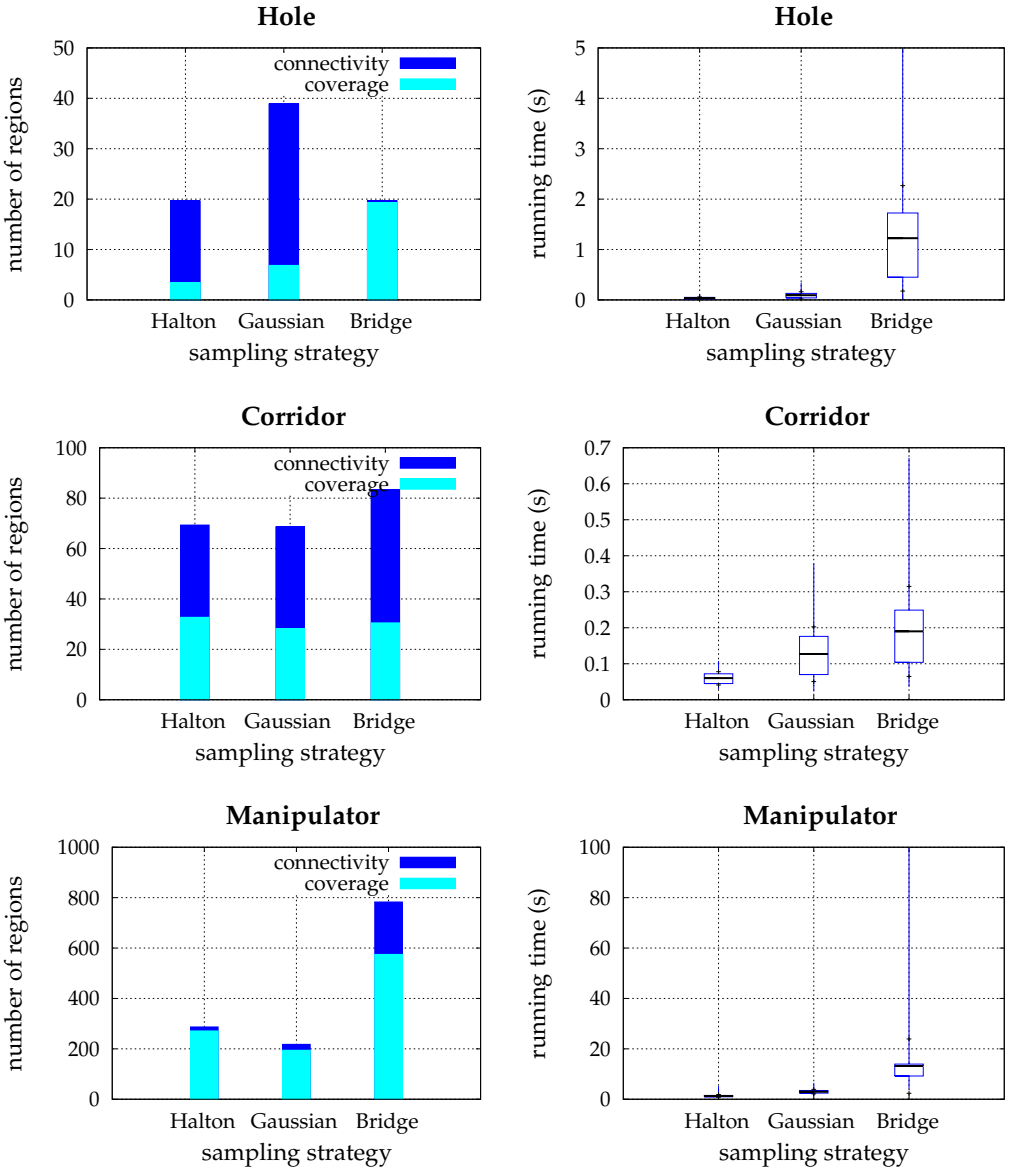 Hole
number of regions
50
40
30
20
10
0
connectivity
coverage
Halton Gaussian Bridge
sampling strategy
Hole
running time (s)
5
4
3
2
1
0
Halton Gaussian Bridge
sampling strategy
Corridor
number of regions
100
80
60
40
20
0
connectivity
coverage
Halton Gaussian Bridge
sampling strategy
Corridor
running time (s)
0.7
0.6
0.5
0.4
0.3
0.2
0.1
0
Halton Gaussian Bridge
sampling strategy
Manipulator
number of regions
1000
800
600
400
200
0
connectivity
coverage
Halton Gaussian Bridge
sampling strategy
Manipulator
running time (s)
100
80
60
40
20
0
Halton Gaussian Bridge
sampling strategy